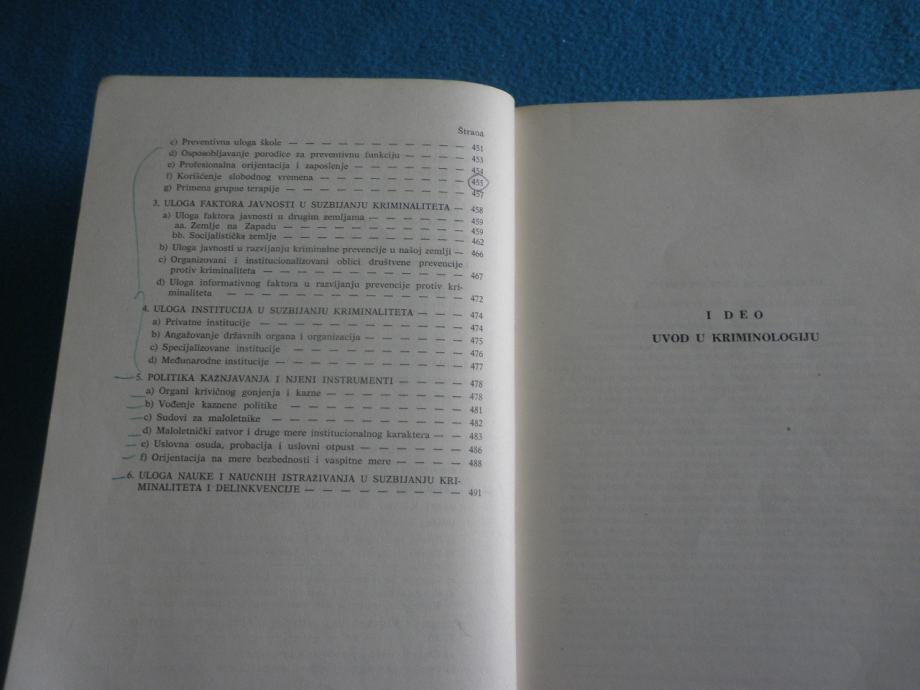 Strana
c) Preventivna uloga škole — — — — — — — — — 451
d) Osposobljavanje porodice za preventivnu funkciju — — — — 453
e) Profesionalna orijentacija i zaposlenje — — — — — — — 454
f) Korišćenje slobodnog vremena — — — — — — — — 455
g) Primena grupne terapije — — — — — — — — — — 457
3. ULOGA FAKTORA JAVNOSTI U SUZBIJANJU KRIMINALITETA — 458
a) Uloga faktora javnosti u drugim zemljama — — — — — — 459
aa. Zemlje na Zapadu — — — — — — — — — — 459
bb. Socijalističke zemlje — — — — — — — — — — 462
b) Uloga javnosti u razvijanju kriminalne prevencije u našoj zemlji — 466
c) Organizovani i institucionalizovani oblici društvene prevencije
protiv kriminaliteta — — — — — — — — — — — 467
d) Uloga informativnog faktora u razvijanju prevencije protiv kri-
minaliteta — — — — — — — — — — — — — 472
4. ULOGA INSTITUCIJA U SUZBIJANJU KRIMINALITETA — — — 474
a) Privatne institucije — — — — — — — — — — — 474
b) Angažovanje državnih organa i organizacija — — — — — 475
c) Specijalizovane institucije — — — — — — — — — 476
d) Međunarodne institucije — — — — — — — — — — 477
5. POLITIKA KAŽNJAVANJA I NJENI INSTRUMENTI — — — — 478
a) Organi krivičnog gonjenja i kazne — — — — — — — 478
b) Vođenje kaznene politike — — — — — — — — — — 481
c) Sudovi za maloletnike — — — — — — — — — — 482
d) Maloletnički zatvor i druge mere institucionalnog karaktera — — 483
e) Uslovna osuda, probacija i uslovni otpust — — — — — — 486
f) Orijentacija na mere bezbednosti i vaspitne mere — — — — 488
6. ULOGA NAUKE I NAUČNIH ISTRAŽIVANJA U SUZBIJANJU KRI-
MINALITETA I DELINKVENCIJE — — — — — — — — 491
I DEO
UVOD U KRIMINOLOGIJU